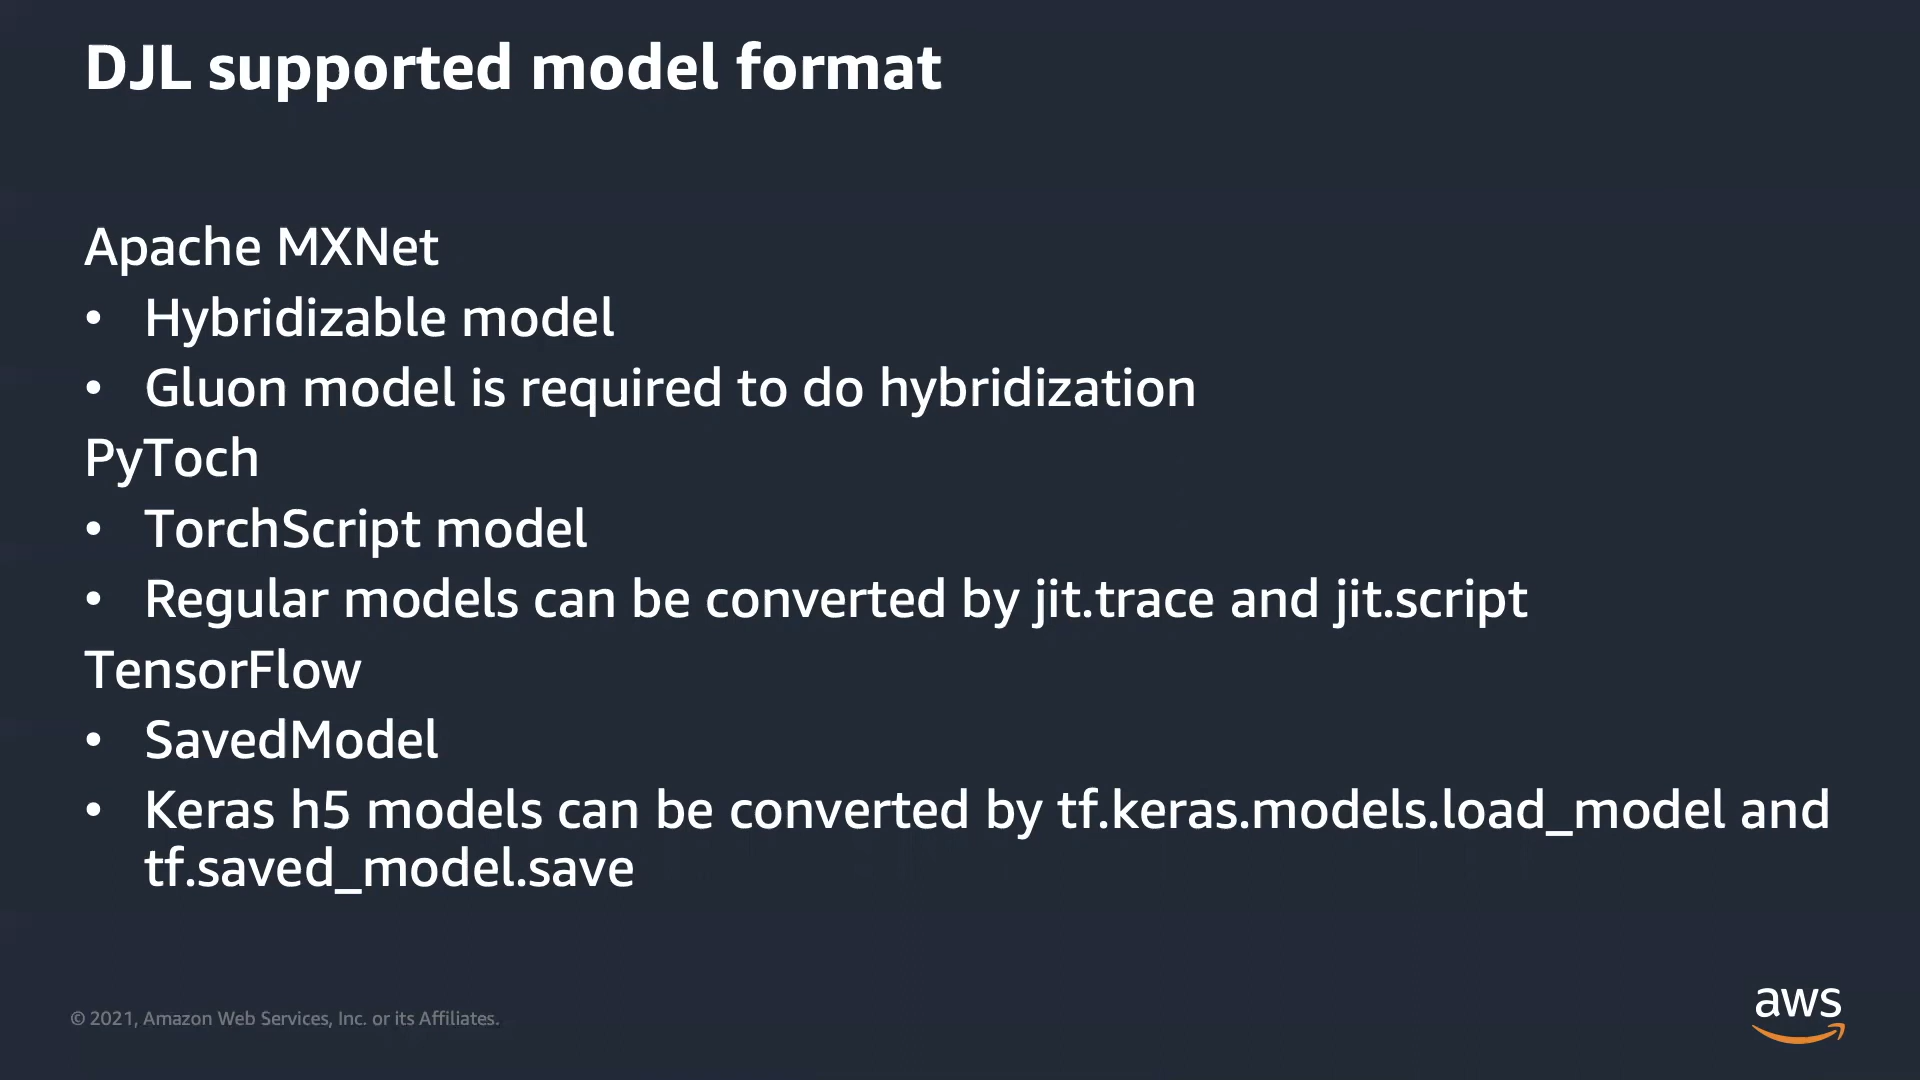 DJL supported model format
Apache MXNet
• Hybridizable model
• Gluon model is required to do hybridization
PyToch
• TorchScript model
• Regular models can be converted by jit.trace and jit.script
TensorFlow
• SavedModel
• Keras h5 models can be converted by tf.keras.models.load_model and
tf.saved_model.save
© 2021, Amazon Web Services, Inc. or its Affiliates.
aws